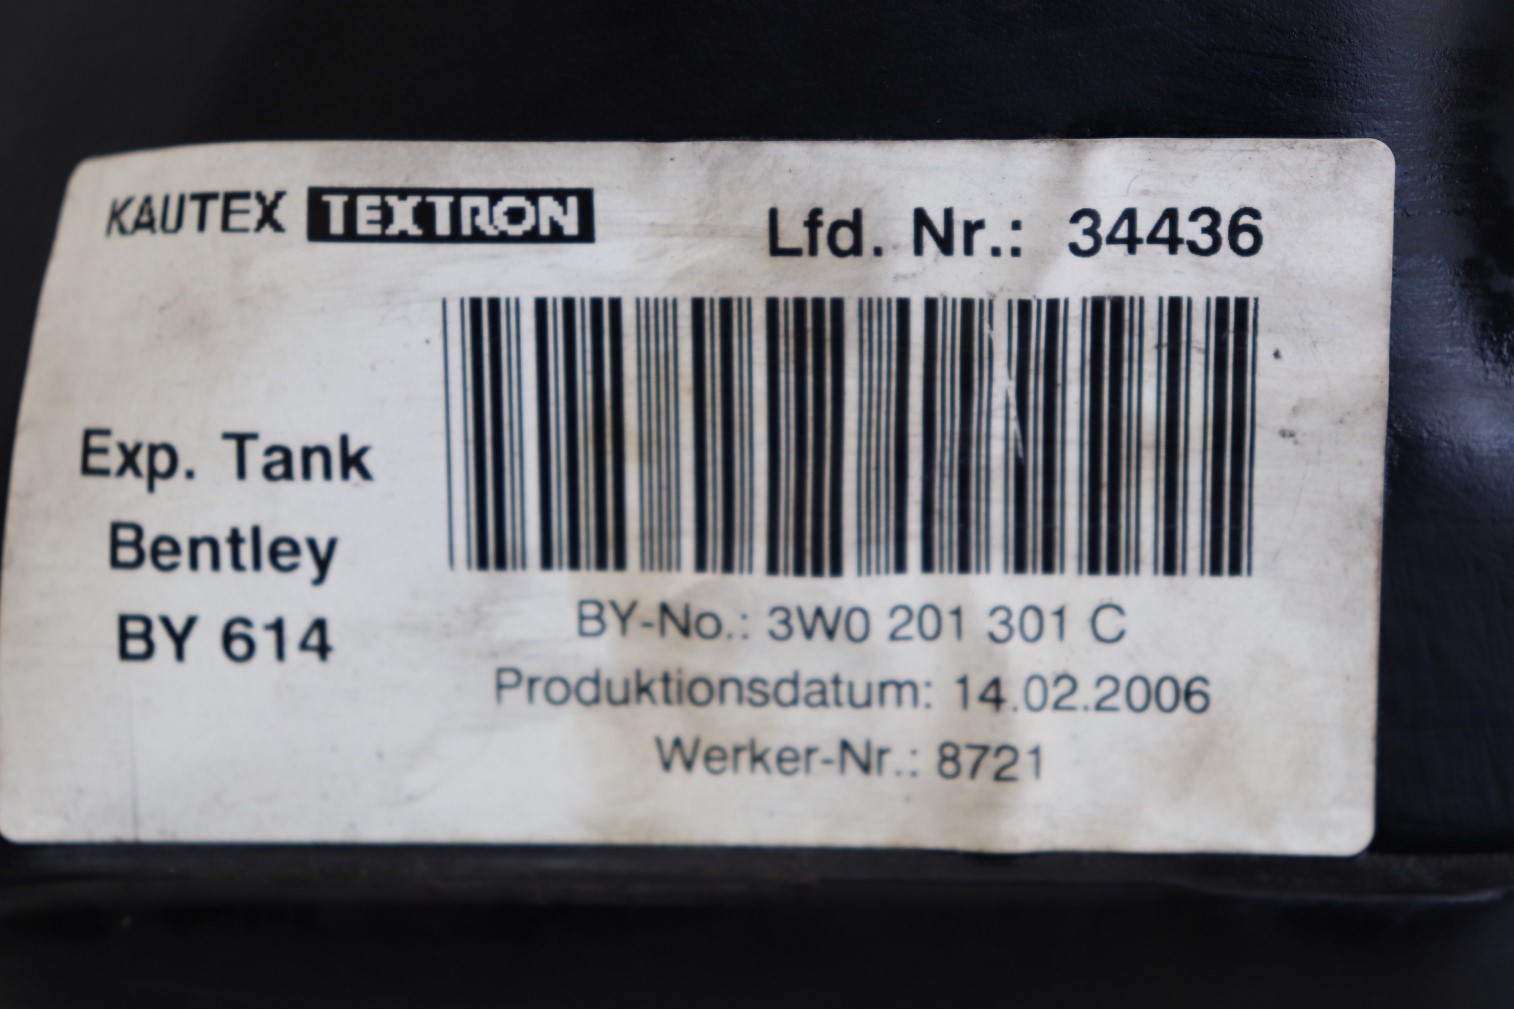 KAUTEX TEXTRON
Lfd. Nr.: 34436
Exp. Tank
Bentley
BY 614
BY-No.: 3W0 201 301 C
Produktionsdatum: 14.02.2006
Werker-Nr.: 8721